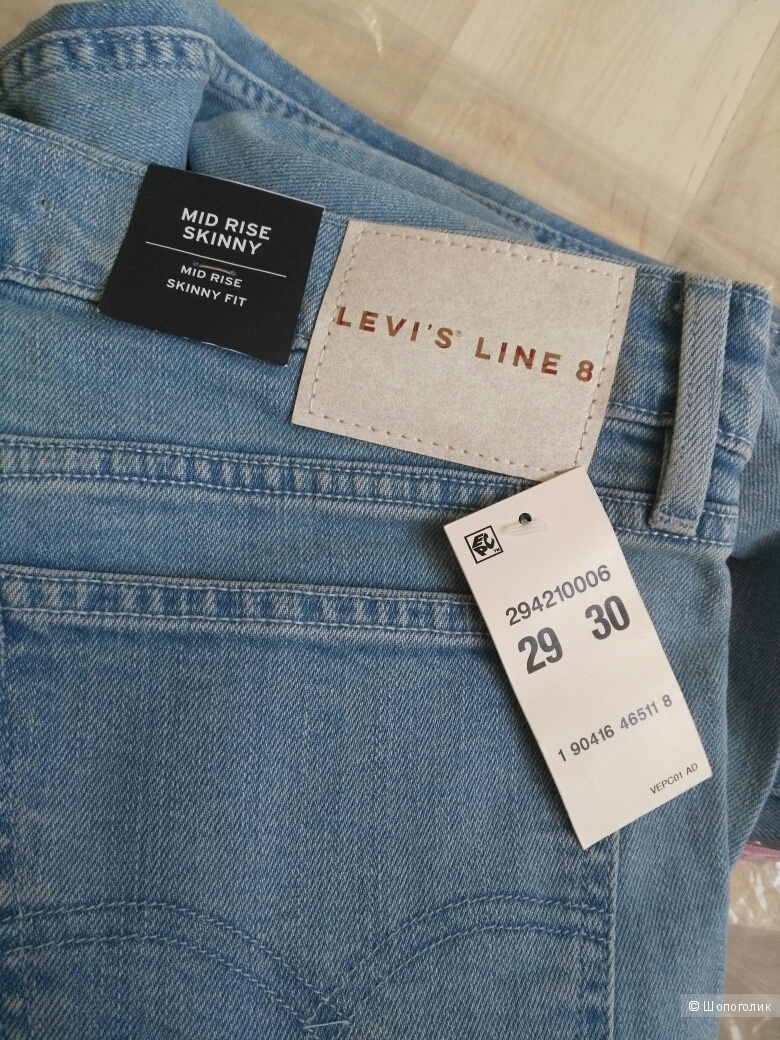 MID RISE
SKINNY
MID RISE
SKINNY FIT
LEVI'S® LINE 8
EPC™
294210006
29 30
1 90416 46511 8
VEPC01 AD
© Шопоголик